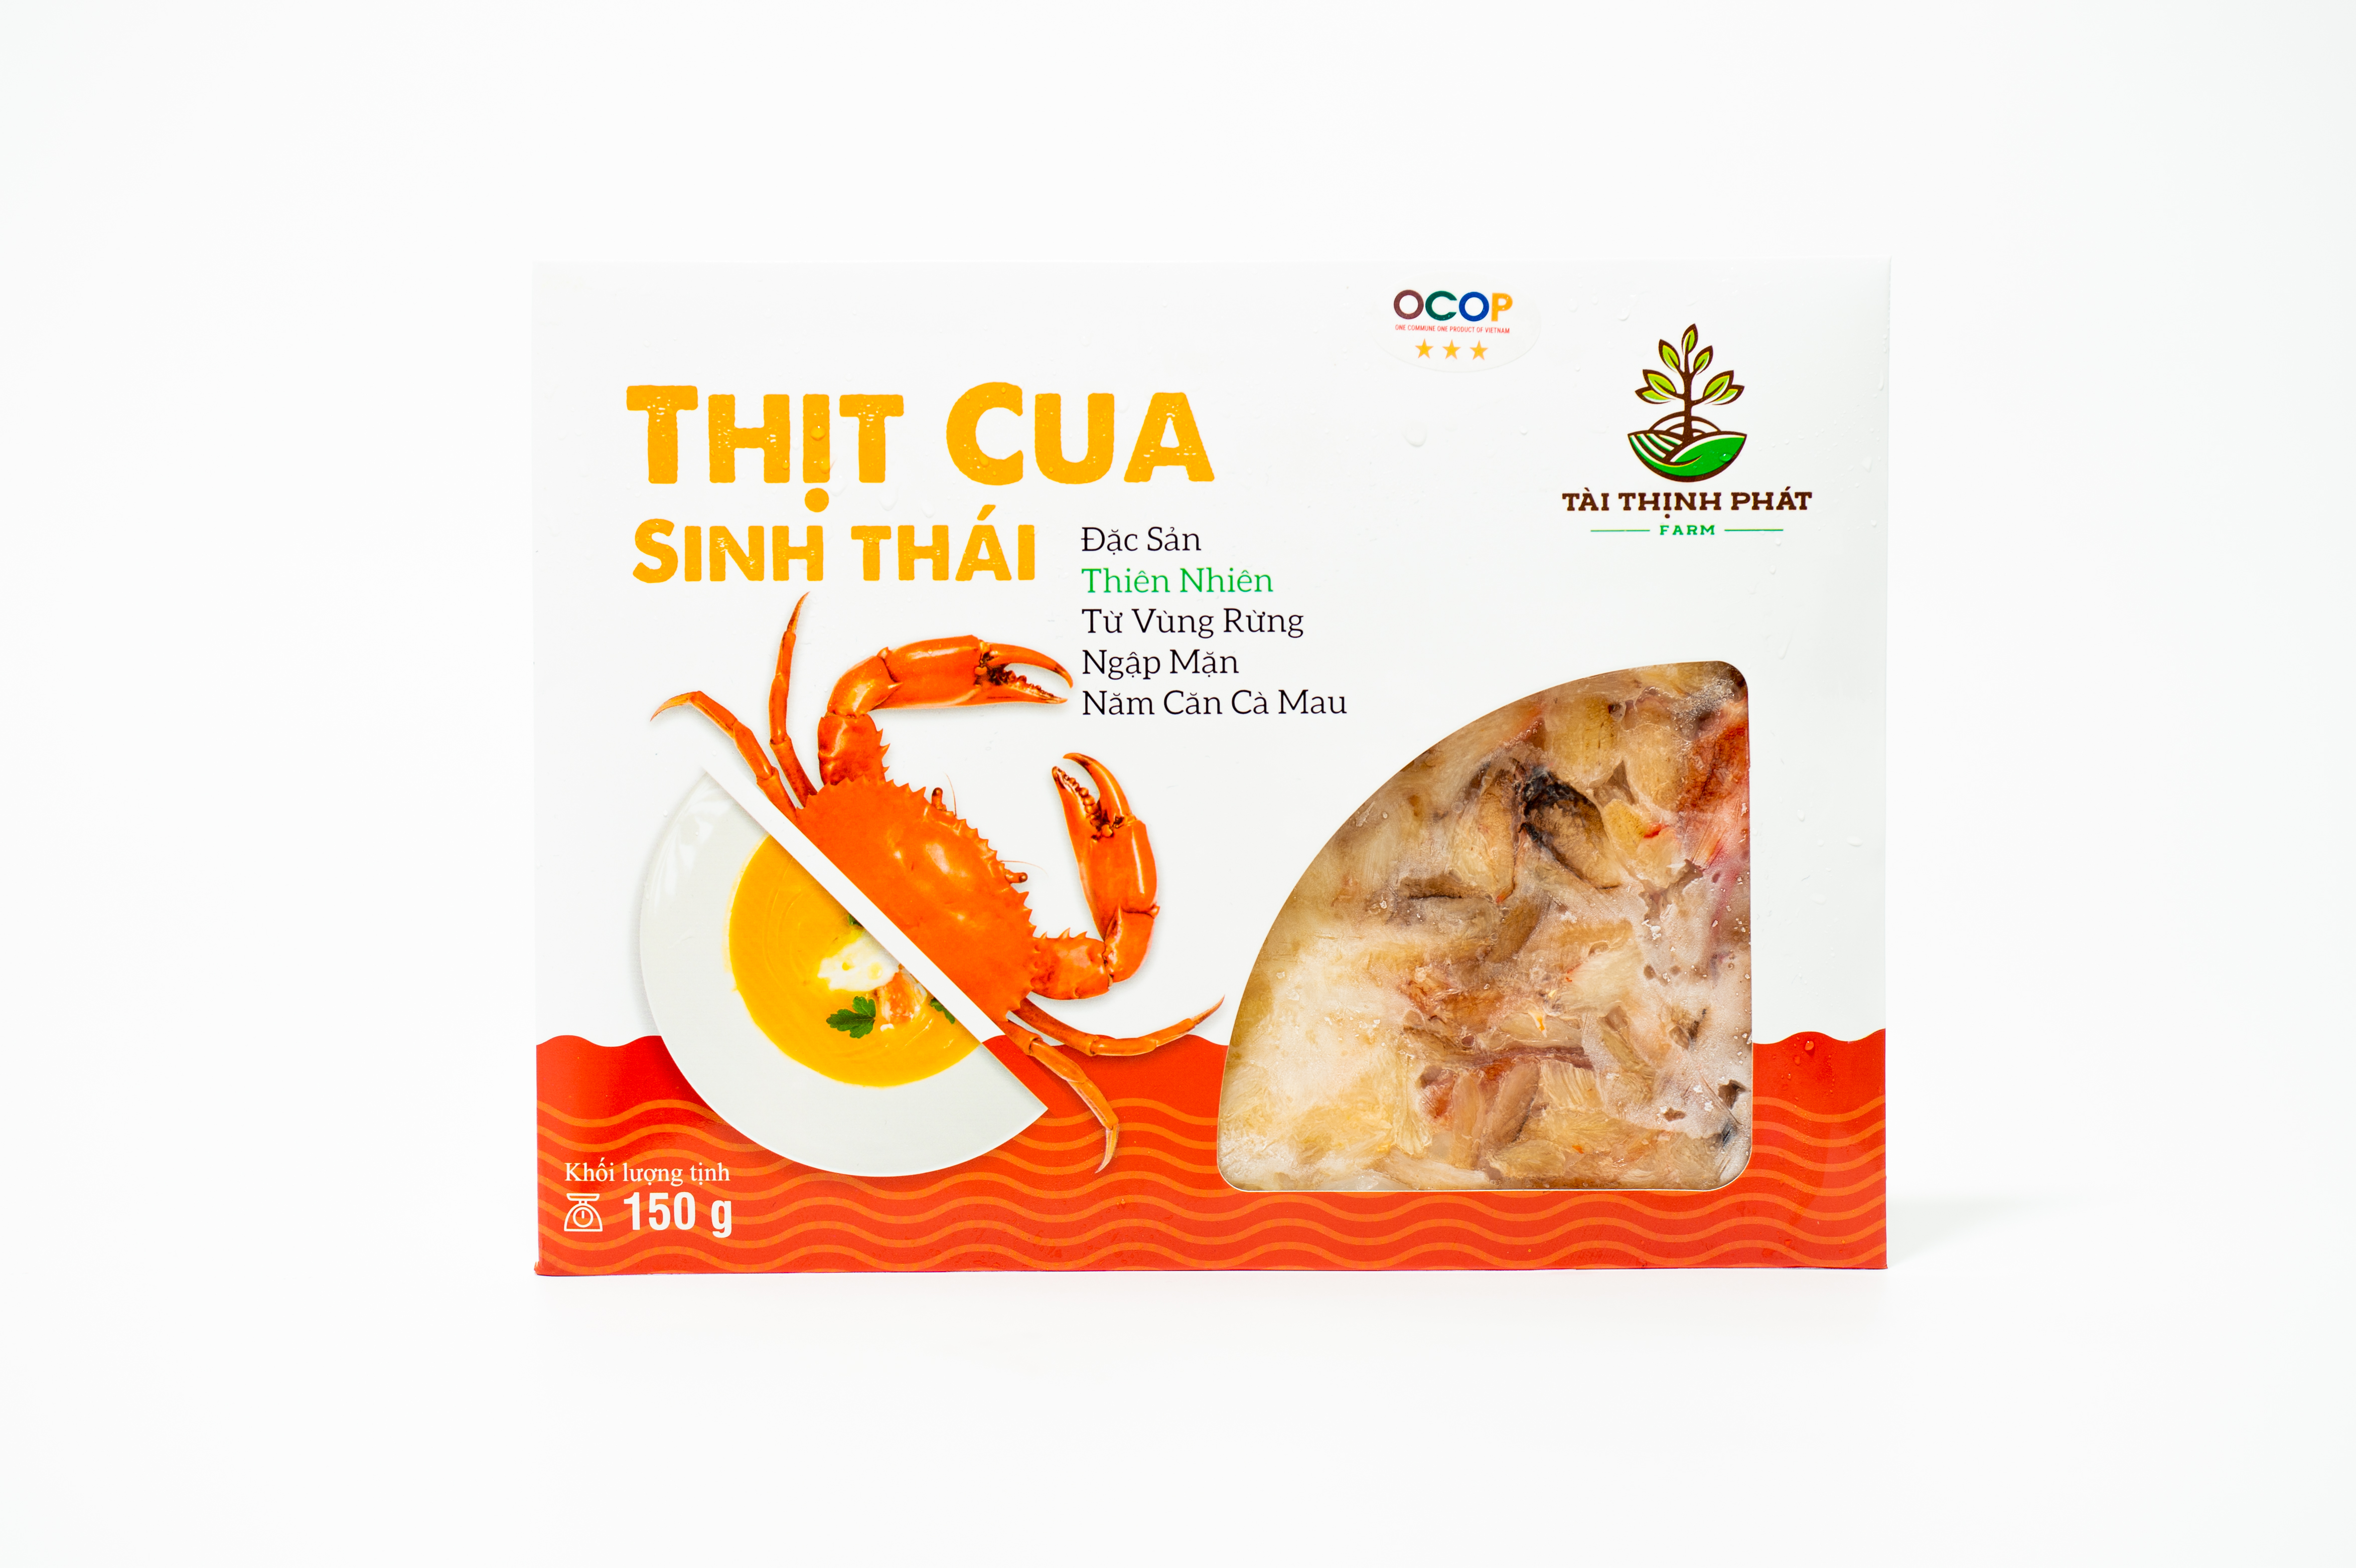 OCOP
ONE COMMUNE ONE PRODUCT OF VIETNAM
TÀI THỊNH PHÁT
FARM
THỊT CUA
SINH THÁI
Đặc Sản
Thiên Nhiên
Từ Vùng Rừng
Ngập Mặn
Năm Căn Cà Mau
Khối lượng tịnh
150 g